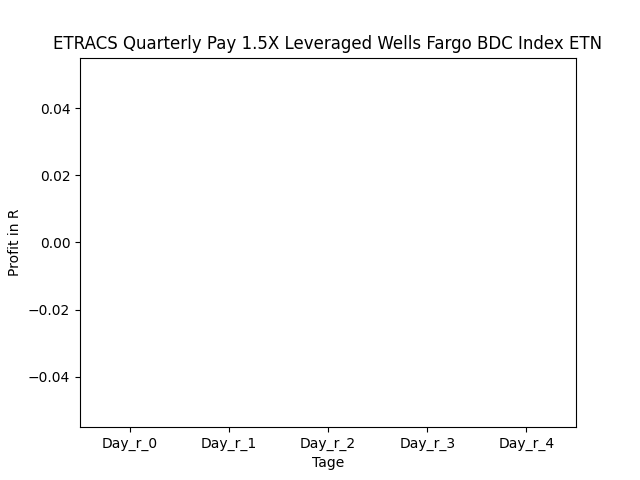 ETRACS Quarterly Pay 1.5X Leveraged Wells Fargo BDC Index ETN
0.04
0.02
0.00
−0.02
−0.04
Profit in R
Day_r_0 Day_r_1 Day_r_2 Day_r_3 Day_r_4
Tage